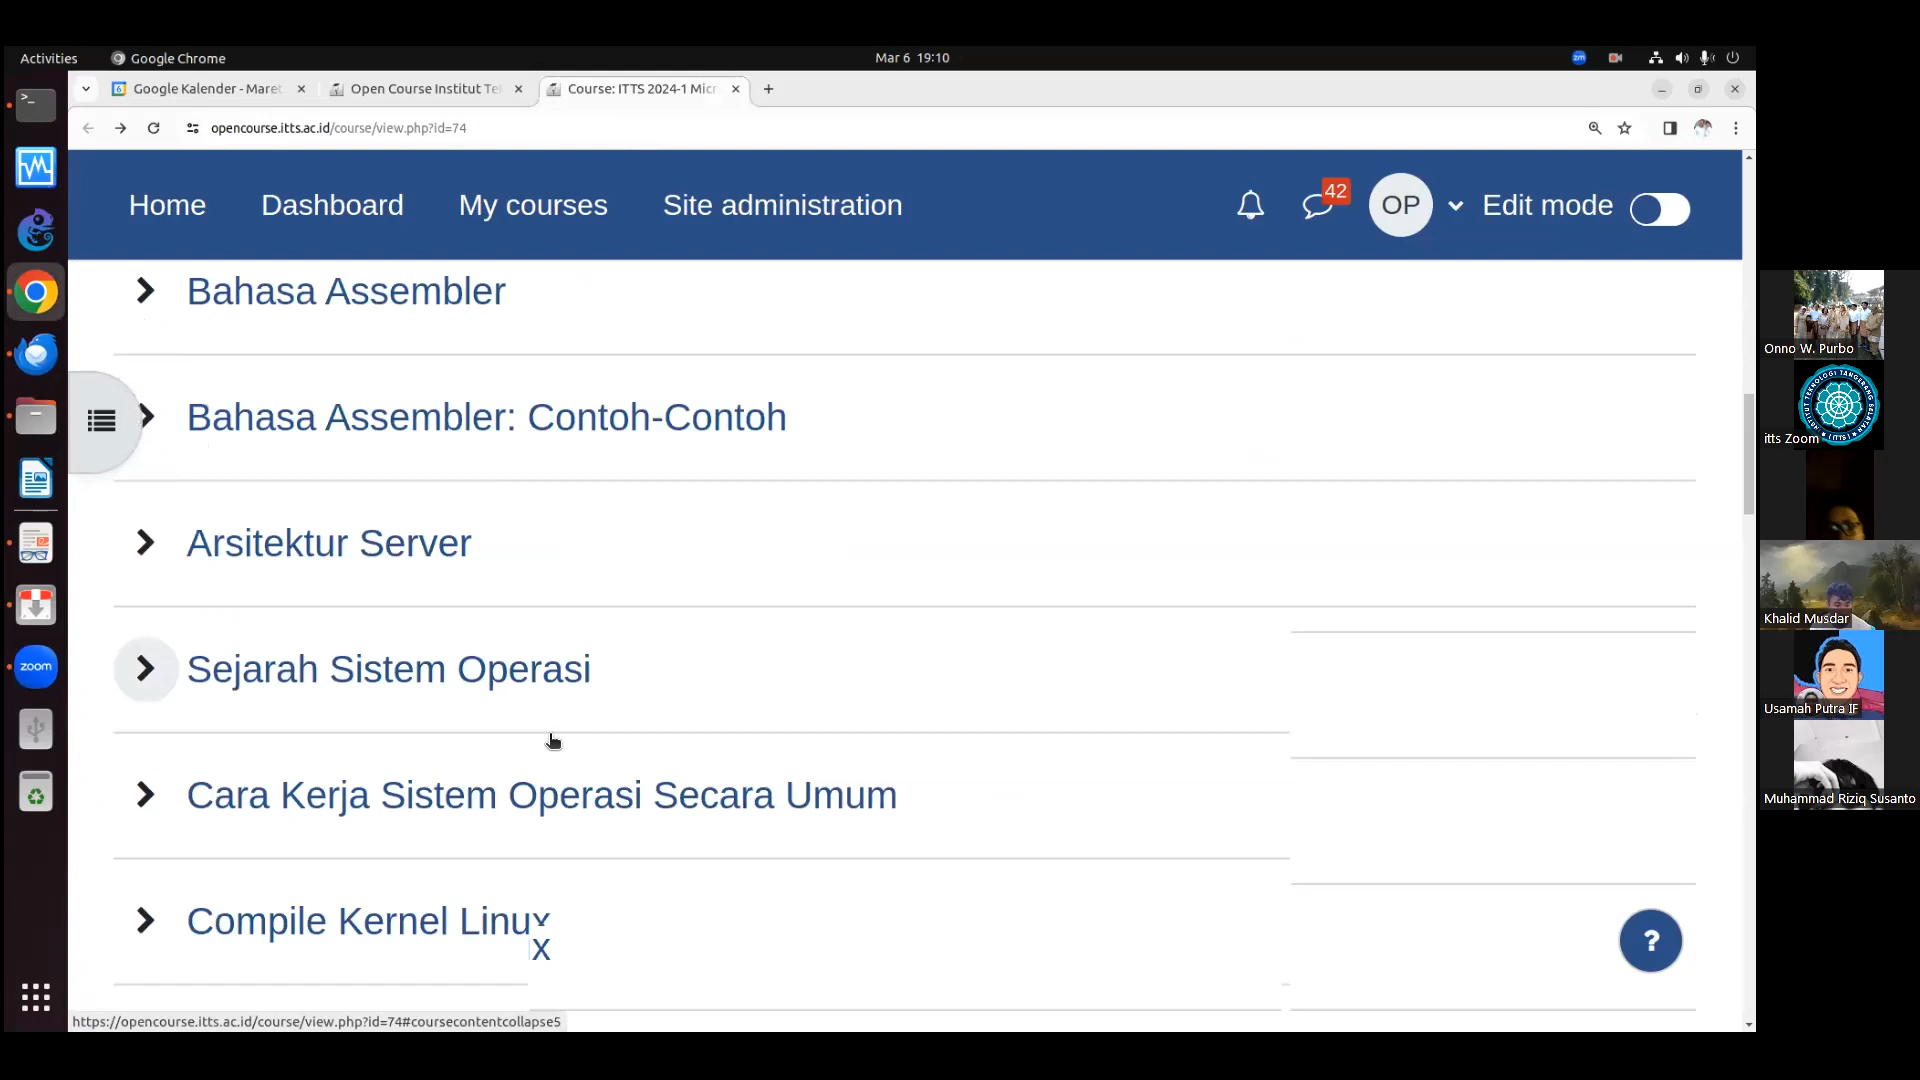 Activities
Google Chrome
Mar 6 19:10
zm
Google Kalender - Maret
Open Course Institut Te
Course: ITTS 2024-1 Micr
opencourse.itts.ac.id/course/view.php?id=74
Home
Dashboard
My courses
Site administration
42
OP
Edit mode
Bahasa Assembler
Bahasa Assembler: Contoh-Contoh
Arsitektur Server
Sejarah Sistem Operasi
Cara Kerja Sistem Operasi Secara Umum
Compile Kernel Linux
x
?
https://opencourse.itts.ac.id/course/view.php?id=74#coursecontentcollapse5
zoom
Onno W. Purbo
itts Zoom
Khalid Musdar
Usamah Putra IF
Muhammad Riziq Susanto